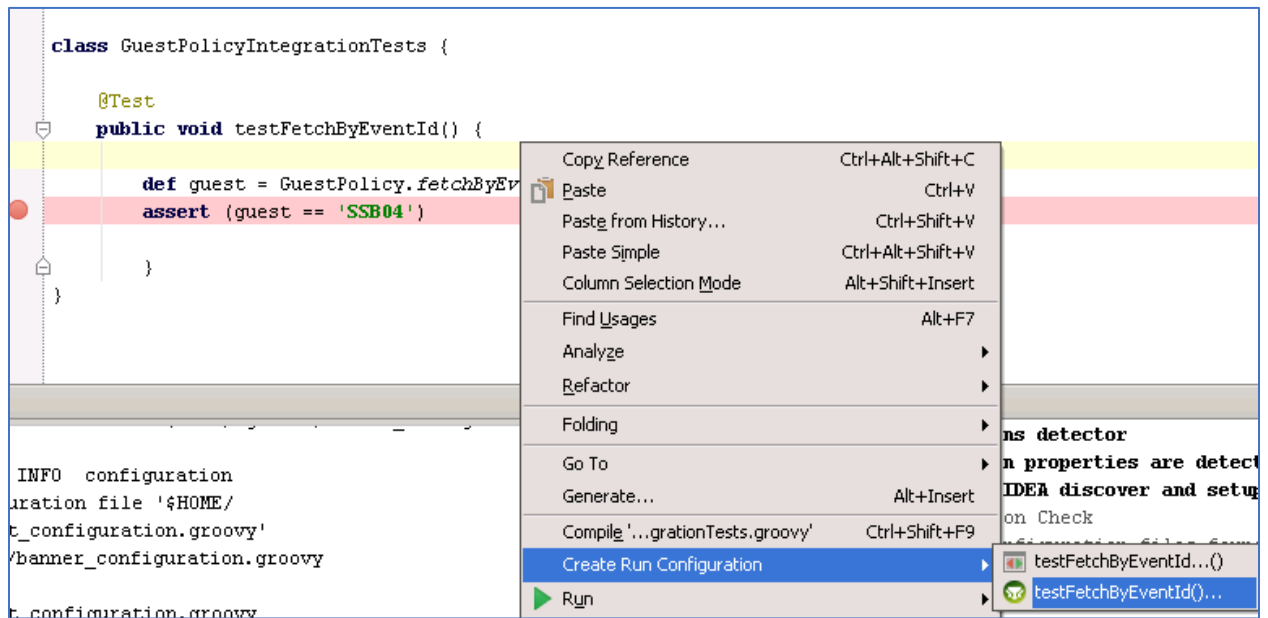 class GuestPolicyIntegrationTests {
@Test
public void testFetchByEventId() {
def guest = GuestPolicy.fetchByEv
assert (guest == 'SSB04')
}
}
Copy Reference Ctrl+Alt+Shift+C
Paste Ctrl+V
Paste from History... Ctrl+Shift+V
Paste Simple Ctrl+Alt+Shift+V
Column Selection Mode Alt+Shift+Insert
Find Usages Alt+F7
Analyze
Refactor
Folding
Go To
Generate... Alt+Insert
Compile '...grationTests.groovy' Ctrl+Shift+F9
Create Run Configuration
Run
testFetchByEventId...()
testFetchByEventId()...
INFO configuration
uration file '$HOME/
t_configuration.groovy'
/banner_configuration.groovy
t_configuration.groovy
ns detector
n properties are detect
IDEA discover and setup
on Check